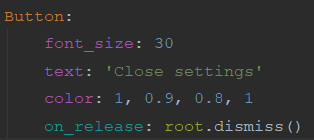 Button:
    font_size: 30
    text: 'Close settings'
    color: 1, 0.9, 0.8, 1
    on_release: root.dismiss()